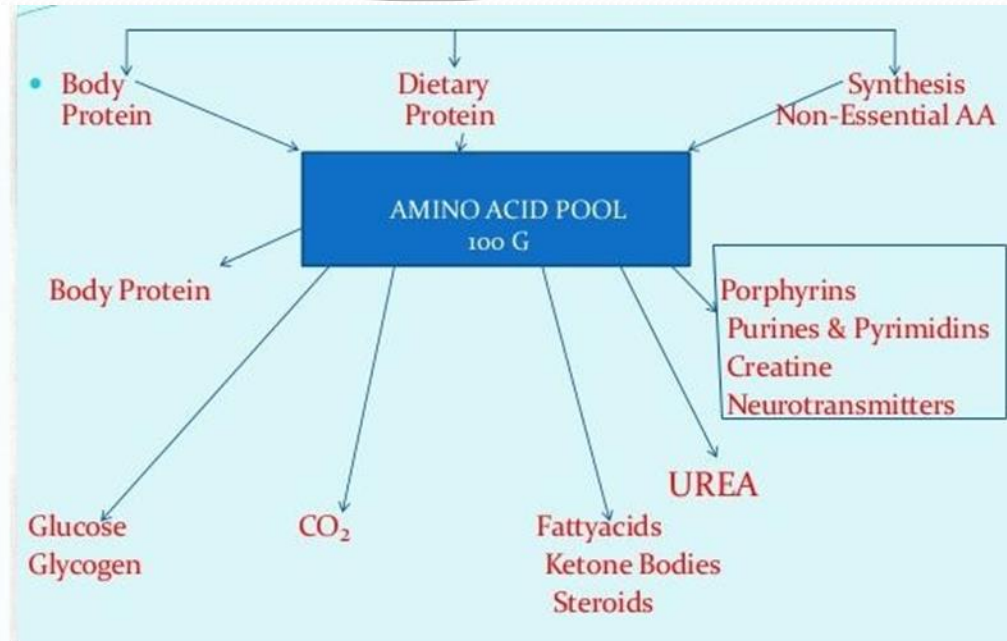 Body
Protein
Dietary
Protein
Synthesis
Non-Essential AA
AMINO ACID POOL
100 G
Body Protein
Porphyrins
Purines & Pyrimidins
Creatine
Neurotransmitters
UREA
Glucose
Glycogen
CO₂
Fattyacids
Ketone Bodies
Steroids